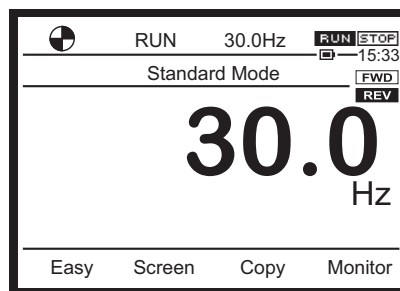 RUN 30.0Hz RUN STOP
15:33
Standard Mode FWD
REV
30.0
Hz
Easy Screen Copy Monitor